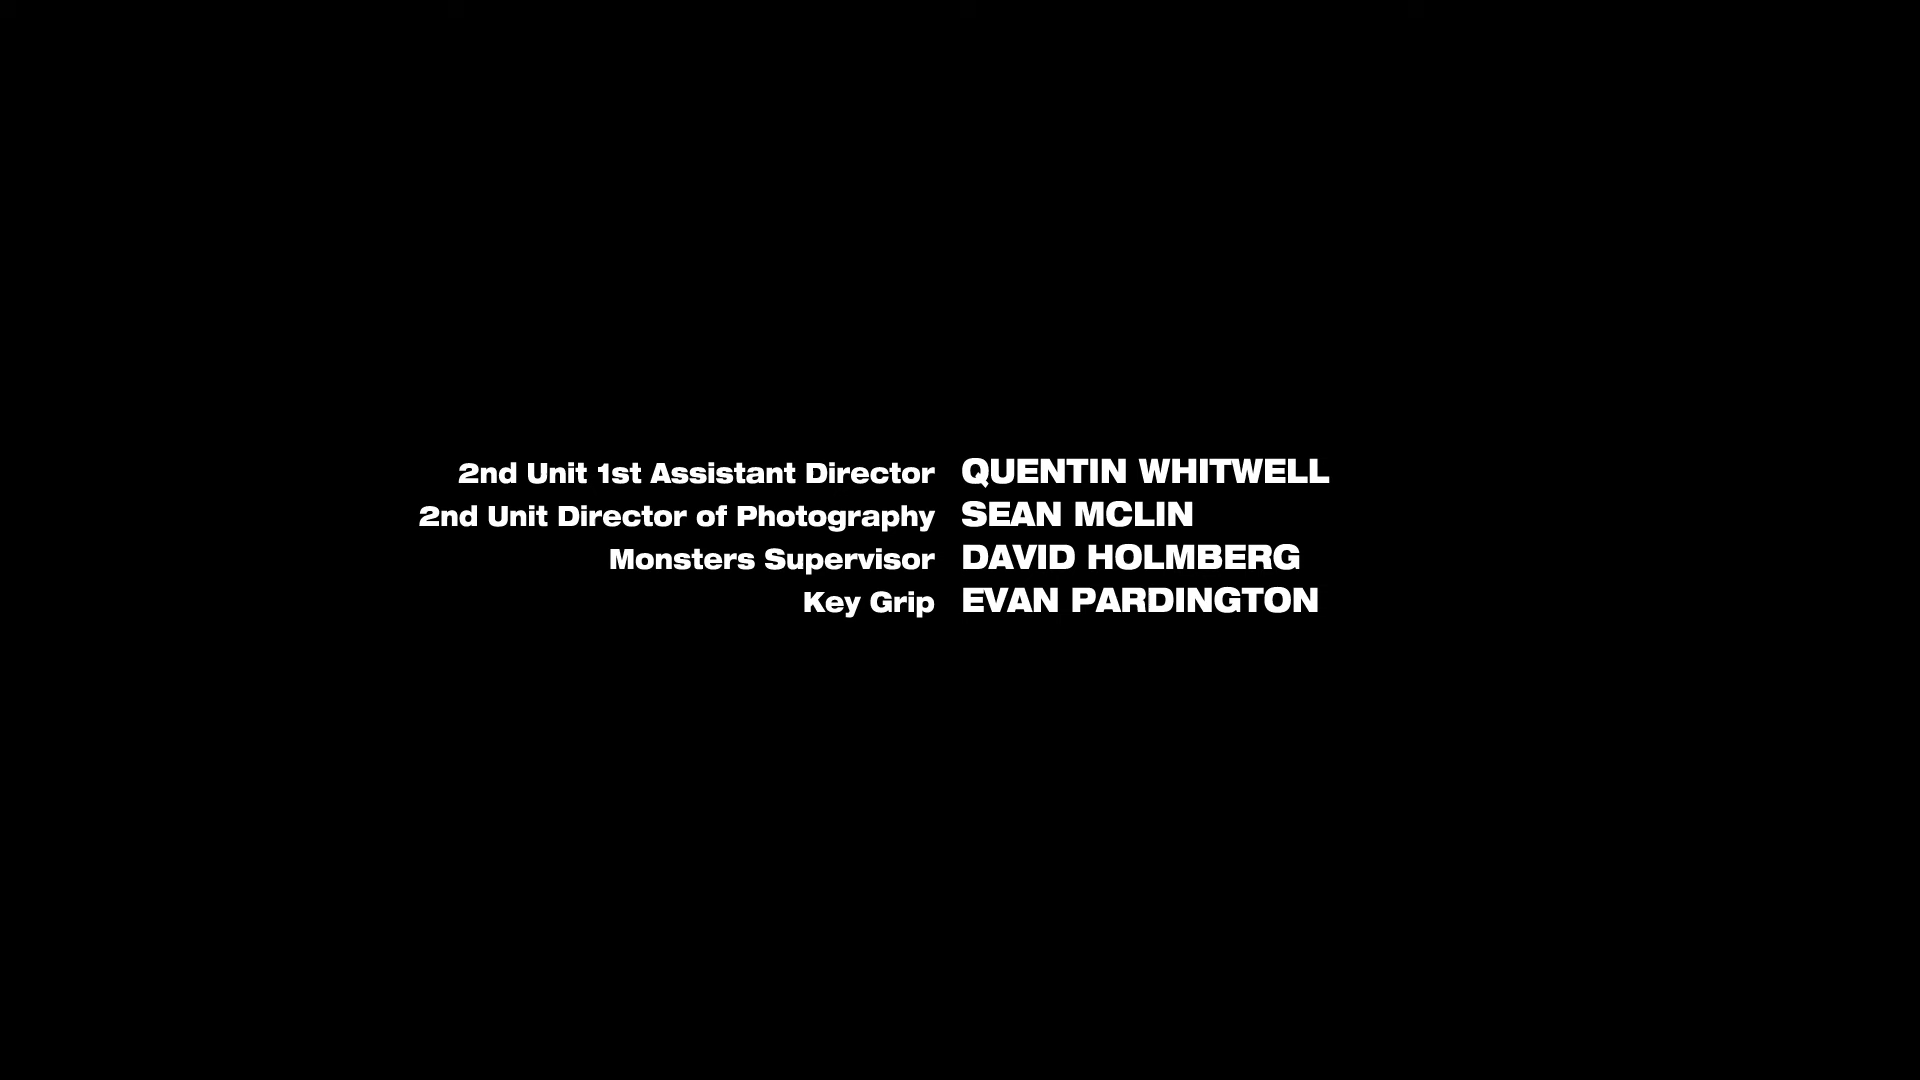 2nd Unit 1st Assistant Director QUENTIN WHITWELL
2nd Unit Director of Photography SEAN MCLIN
Monsters Supervisor DAVID HOLMBERG
Key Grip EVAN PARDINGTON